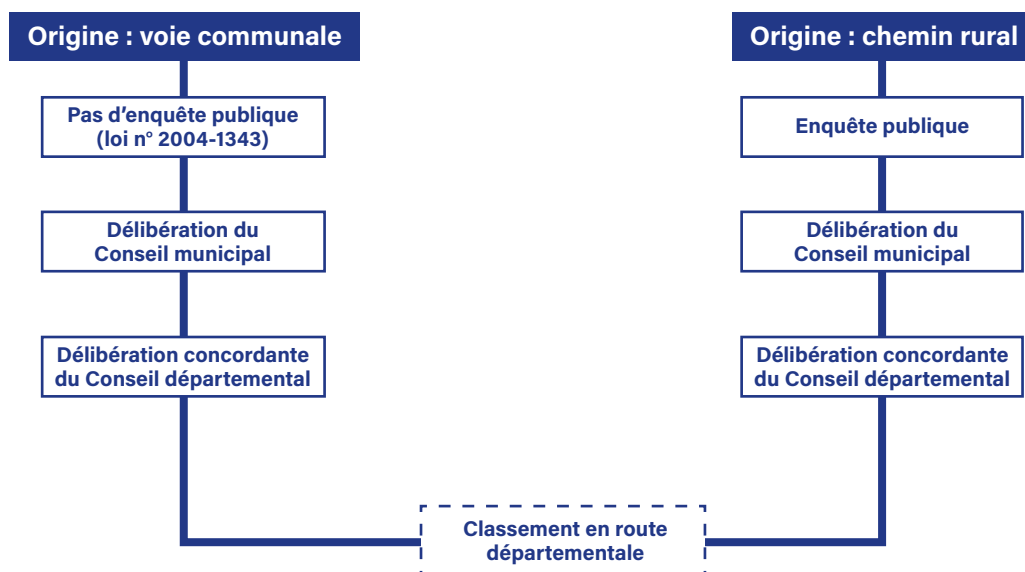 Origine : voie communale
Pas d'enquête publique
(loi n° 2004-1343)
Délibération du
Conseil municipal
Délibération concordante
du Conseil départemental
Origine : chemin rural
Enquête publique
Délibération du
Conseil municipal
Délibération concordante
du Conseil départemental
Classement en route
départementale